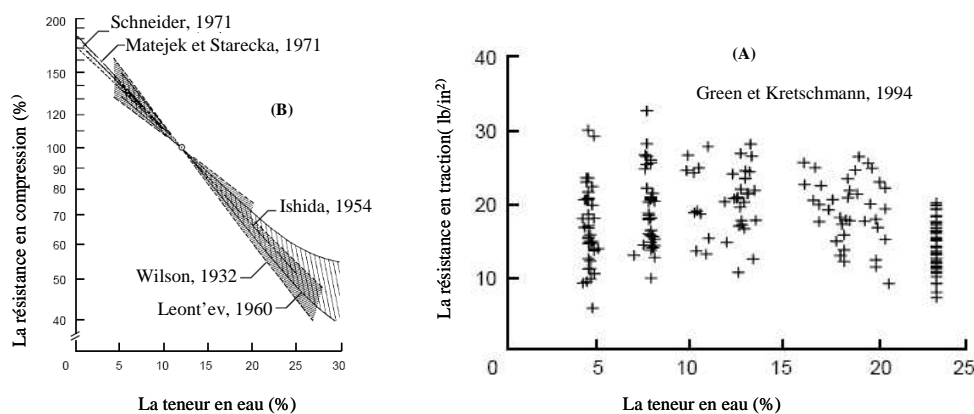 Schneider, 1971
Matejek et Starecka, 1971
(B)
Ishida, 1954
Wilson, 1932
Leont'ev, 1960
La résistance en compression (%)
200
150
100
90
80
70
60
50
40
0
0 5 10 15 20 25 30
La teneur en eau (%)
(A)
Green et Kretschmann, 1994
La résistance en traction( lb/in²)
40
30
20
10
0
5 10 15 20 25
La teneur en eau (%)